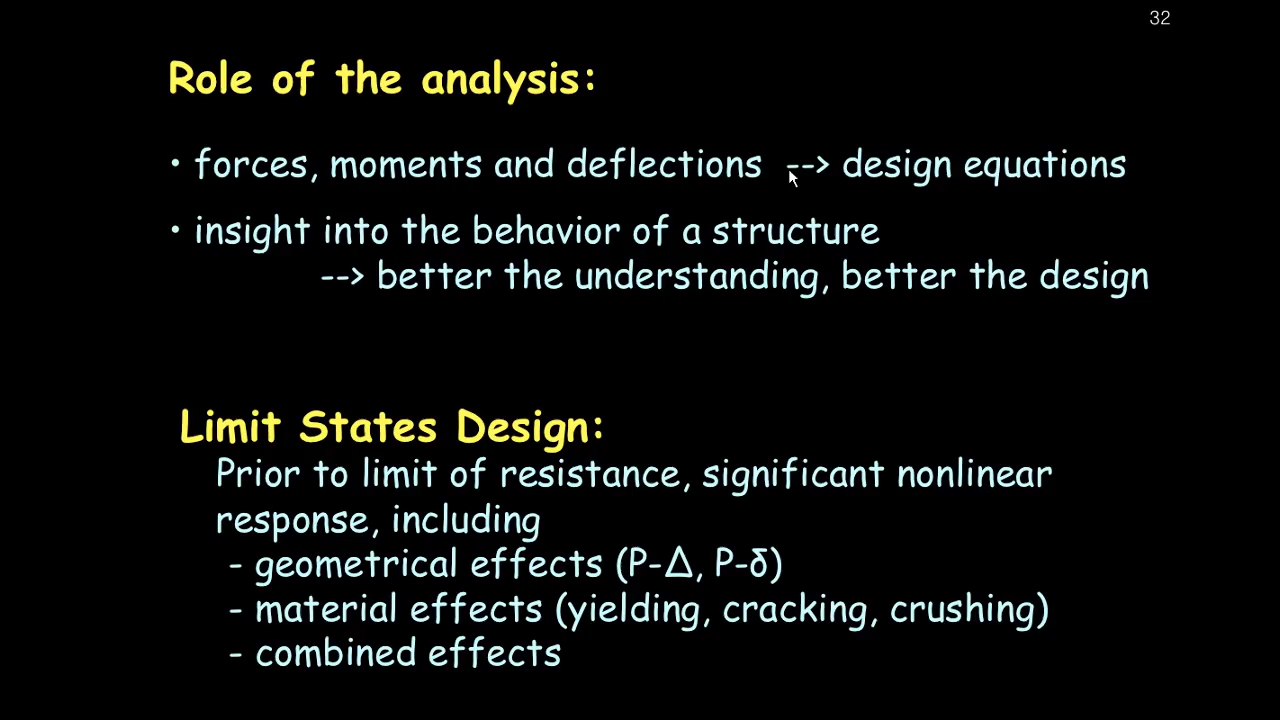 32
Role of the analysis:
• forces, moments and deflections --> design equations
• insight into the behavior of a structure
--> better the understanding, better the design
Limit States Design:
Prior to limit of resistance, significant nonlinear
response, including
- geometrical effects (P-Δ, P-δ)
- material effects (yielding, cracking, crushing)
- combined effects